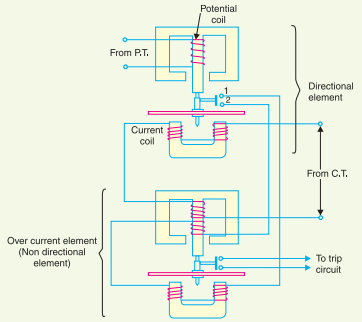 Potential
coil
From P.T.
1
2
Directional
element
Current
coil
From C.T.
Over current element
(Non directional
element)
To trip
circuit